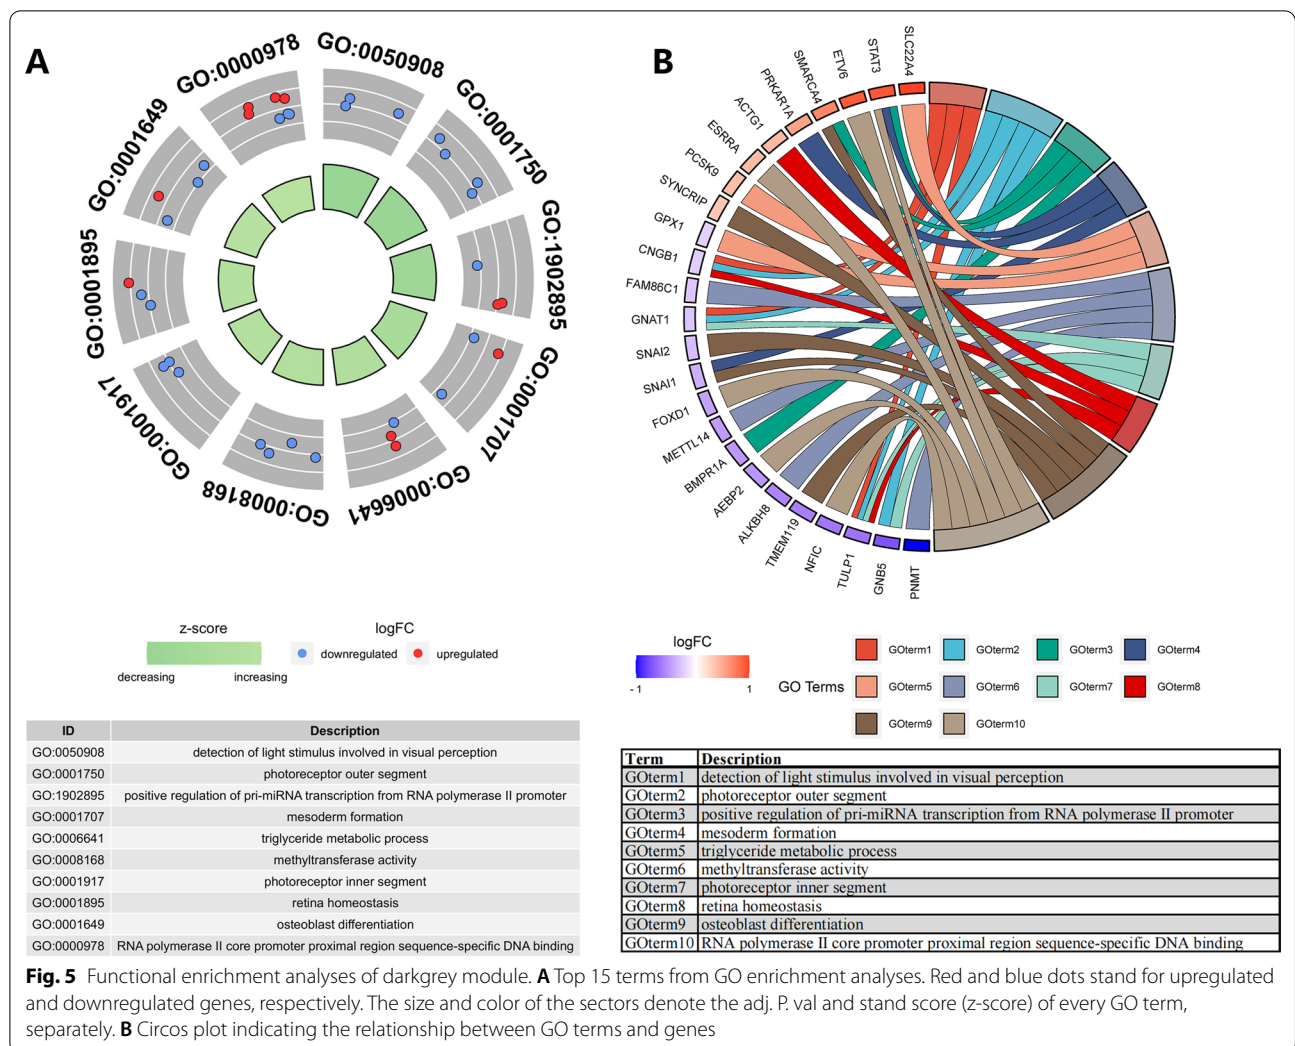 A
GO:0050908
GO:0001750
GO:1902895
GO:0001707
GO:0006641
GO:0008168
GO:0001917
GO:0001895
GO:0001649
GO:0000978
z-score
decreasing
increasing
logFC
downregulated
upregulated
ID Description
GO:0050908 detection of light stimulus involved in visual perception
GO:0001750 photoreceptor outer segment
GO:1902895 positive regulation of pri-miRNA transcription from RNA polymerase II promoter
GO:0001707 mesoderm formation
GO:0006641 triglyceride metabolic process
GO:0008168 methyltransferase activity
GO:0001917 photoreceptor inner segment
GO:0001895 retina homeostasis
GO:0001649 osteoblast differentiation
GO:0000978 RNA polymerase II core promoter proximal region sequence-specific DNA binding
B
SLC22A4
STAT3
ETV6
SMARCA4
PRKAR1A
ACTG1
ESRRA
PCSK9
SYNCRIP
GPX1
CNGB1
FAM86C1
GNAT1
SNAI2
SNAI1
FOXD1
METTL14
BMPR1A
AEBP2
ALKBH8
TMEM119
NFIC
TULP1
GNB5
PNMT
logFC
-1
1
GO Terms
GOterm1
GOterm2
GOterm3
GOterm4
GOterm5
GOterm6
GOterm7
GOterm8
GOterm9
GOterm10
Term Description
GOterm1 detection of light stimulus involved in visual perception
GOterm2 photoreceptor outer segment
GOterm3 positive regulation of pri-miRNA transcription from RNA polymerase II promoter
GOterm4 mesoderm formation
GOterm5 triglyceride metabolic process
GOterm6 methyltransferase activity
GOterm7 photoreceptor inner segment
GOterm8 retina homeostasis
GOterm9 osteoblast differentiation
GOterm10 RNA polymerase II core promoter proximal region sequence-specific DNA binding
Fig. 5 Functional enrichment analyses of darkgrey module. A Top 15 terms from GO enrichment analyses. Red and blue dots stand for upregulated
and downregulated genes, respectively. The size and color of the sectors denote the adj. P. val and stand score (z-score) of every GO term,
separately. B Circos plot indicating the relationship between GO terms and genes